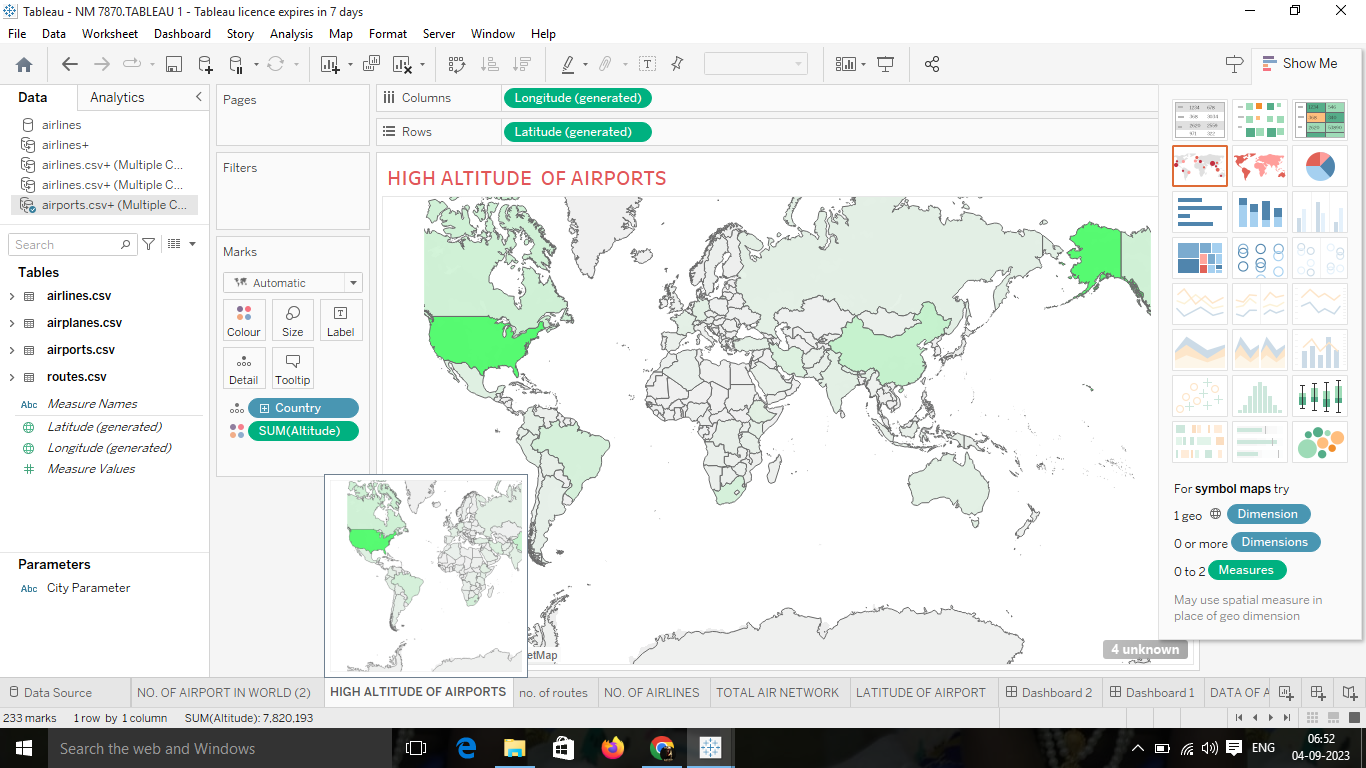 Tableau - NM 7870.TABLEAU 1 - Tableau licence expires in 7 days
File Data Worksheet Dashboard Story Analysis Map Format Server Window Help
Show Me
Data Analytics
airlines
airlines+
airlines.csv+ (Multiple C...
airlines.csv+ (Multiple C...
airports.csv+ (Multiple C...
Search
Tables
airlines.csv
airplanes.csv
airports.csv
routes.csv
Abc Measure Names
Latitude (generated)
Longitude (generated)
Measure Values
Parameters
Abc City Parameter
Pages
Filters
Marks
Automatic
Colour Size Label
Detail Tooltip
Country
SUM(Altitude)
Columns Longitude (generated)
Rows Latitude (generated)
HIGH ALTITUDE OF AIRPORTS
etMap
4 unknown
For symbol maps try
1 geo Dimension
0 or more Dimensions
0 to 2 Measures
May use spatial measure in
place of geo dimension
Data Source NO. OF AIRPORT IN WORLD (2) HIGH ALTITUDE OF AIRPORTS no. of routes NO. OF AIRLINES TOTAL AIR NETWORK LATITUDE OF AIRPORT Dashboard 2 Dashboard 1 DATA OF A
233 marks 1 row by 1 column SUM(Altitude): 7,820,193
Search the web and Windows
ENG
06:52
04-09-2023